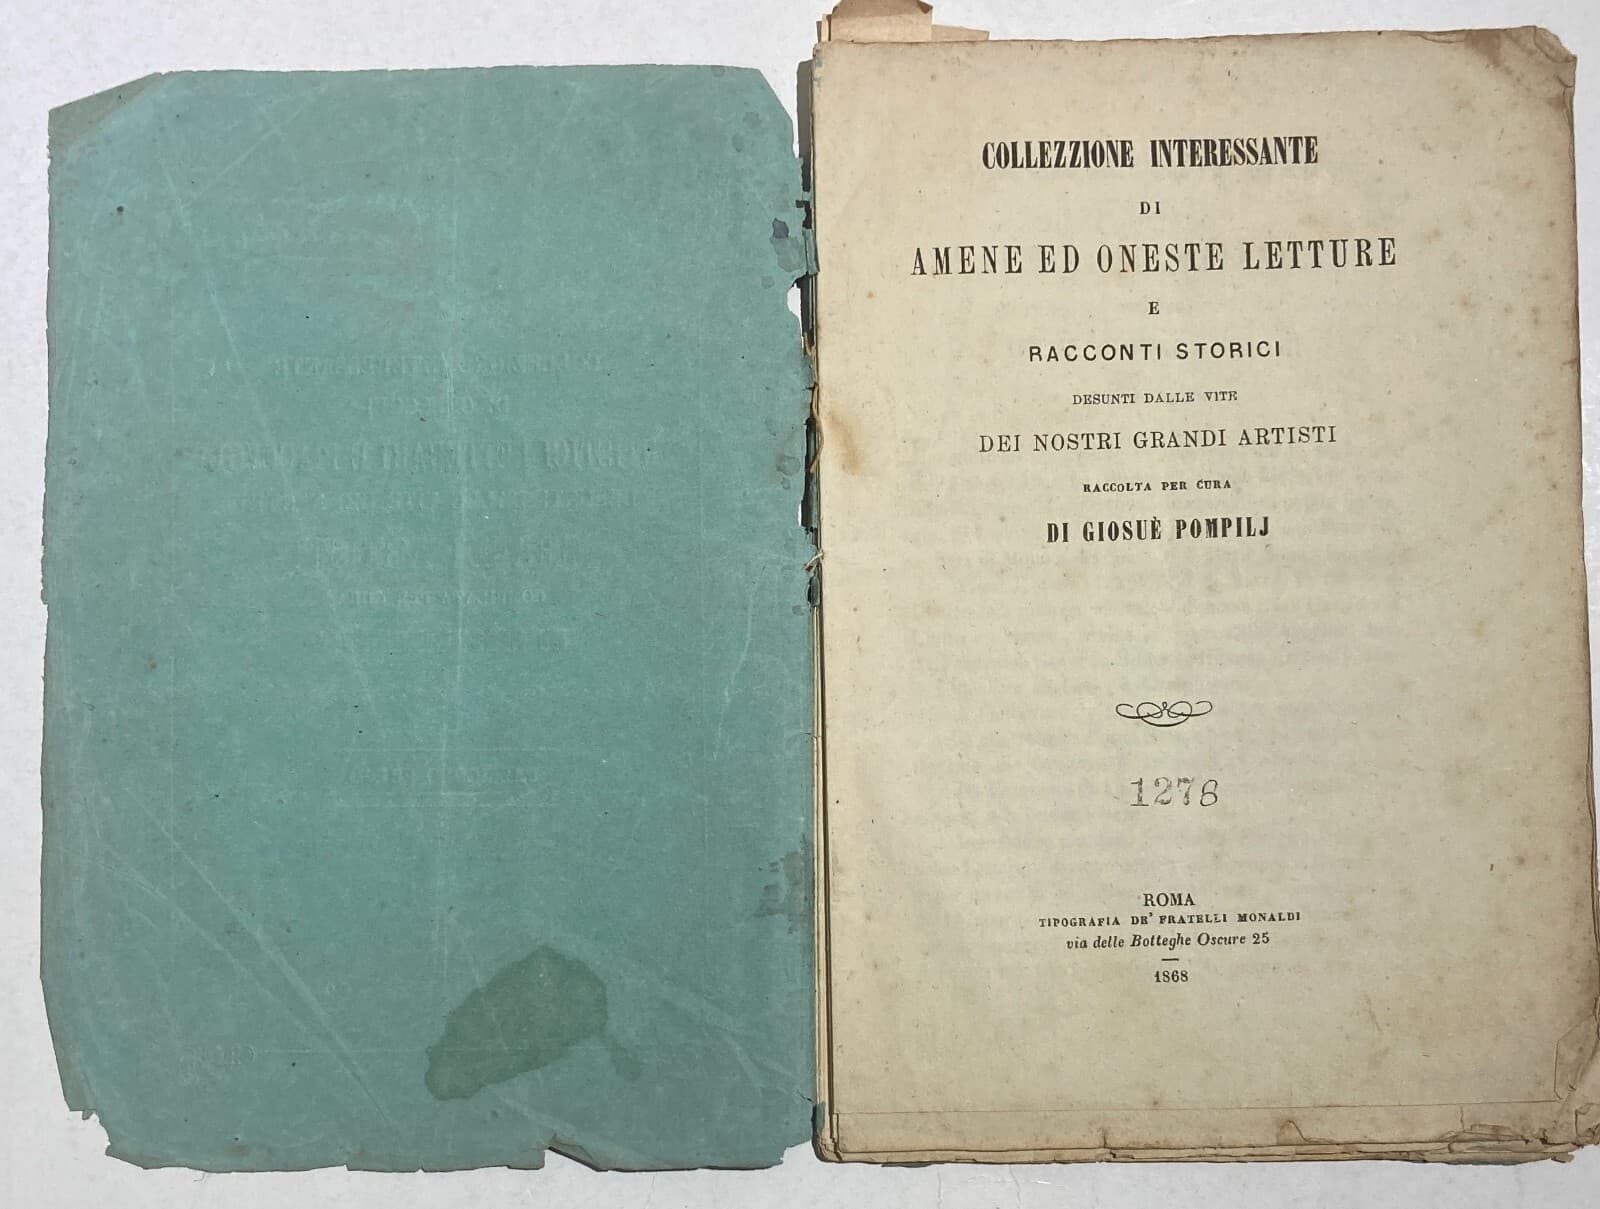 COLLEZZIONE INTERESSANTE
DI
AMENE ED ONESTE LETTURE
E
RACCONTI STORICI
DESUNTI DALLE VITE
DEI NOSTRI GRANDI ARTISTI
RACCOLTA PER CURA
DI GIOSUÈ POMPILJ
1278
ROMA
TIPOGRAFIA DE' FRATELLI MONALDI
via delle Botteghe Oscure 25
1868